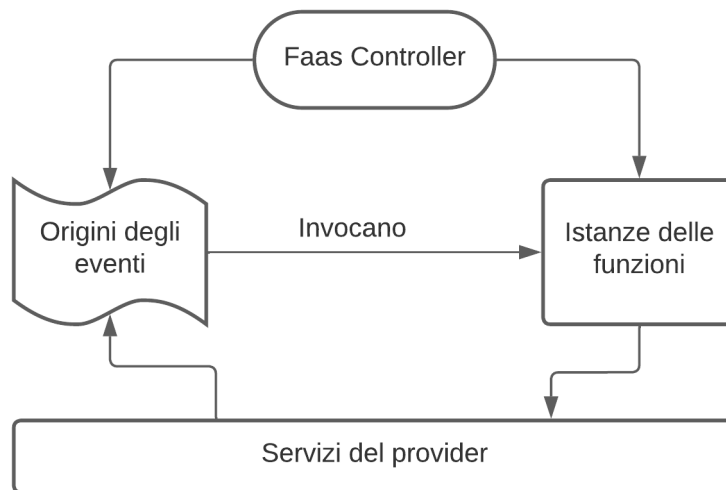 Faas Controller
Origini degli
eventi
Invocano
Istanze delle
funzioni
Servizi del provider